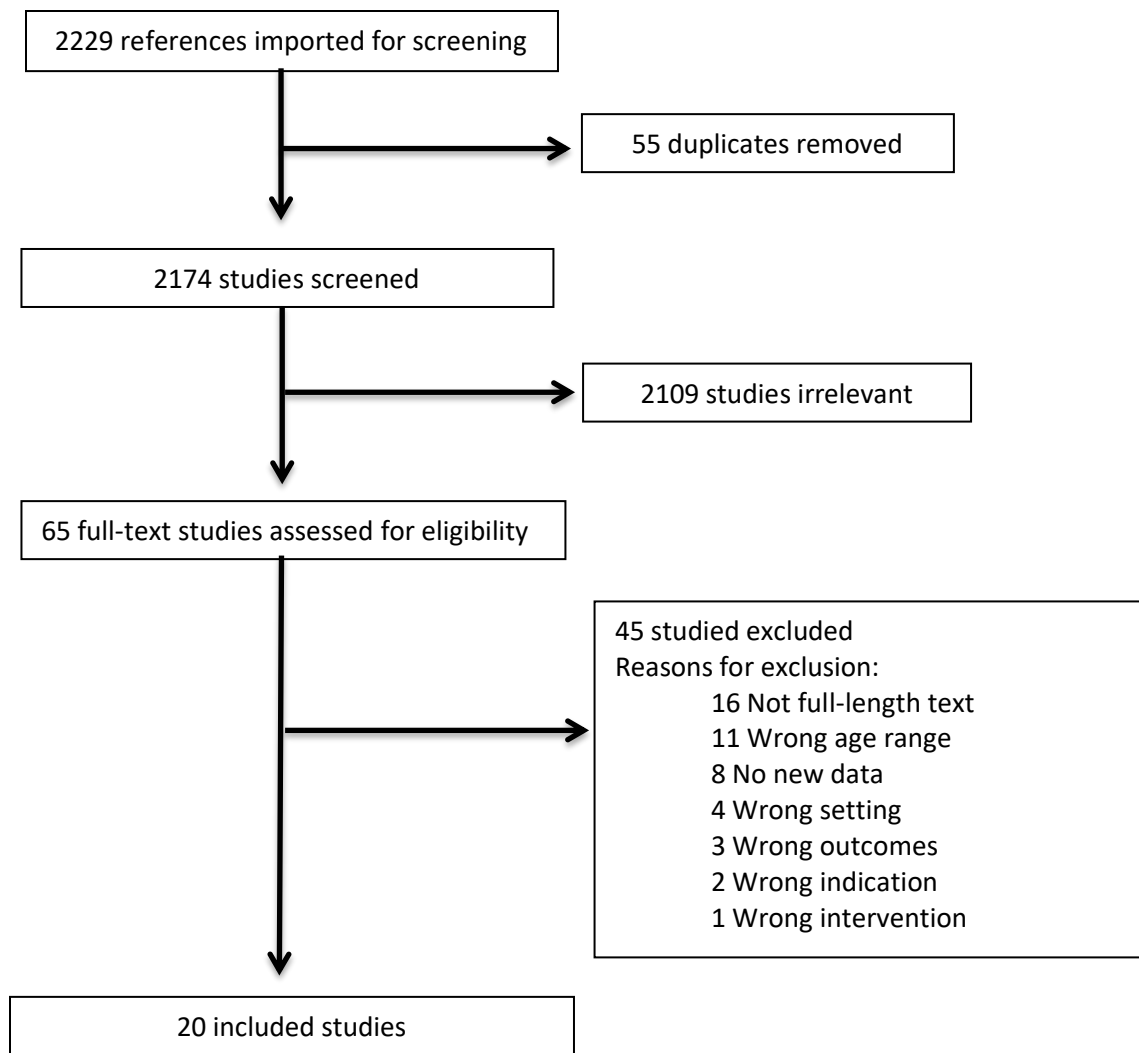 2229 references imported for screening
55 duplicates removed
2174 studies screened
2109 studies irrelevant
65 full-text studies assessed for eligibility
45 studied excluded
Reasons for exclusion:
16 Not full-length text
11 Wrong age range
8 No new data
4 Wrong setting
3 Wrong outcomes
2 Wrong indication
1 Wrong intervention
20 included studies